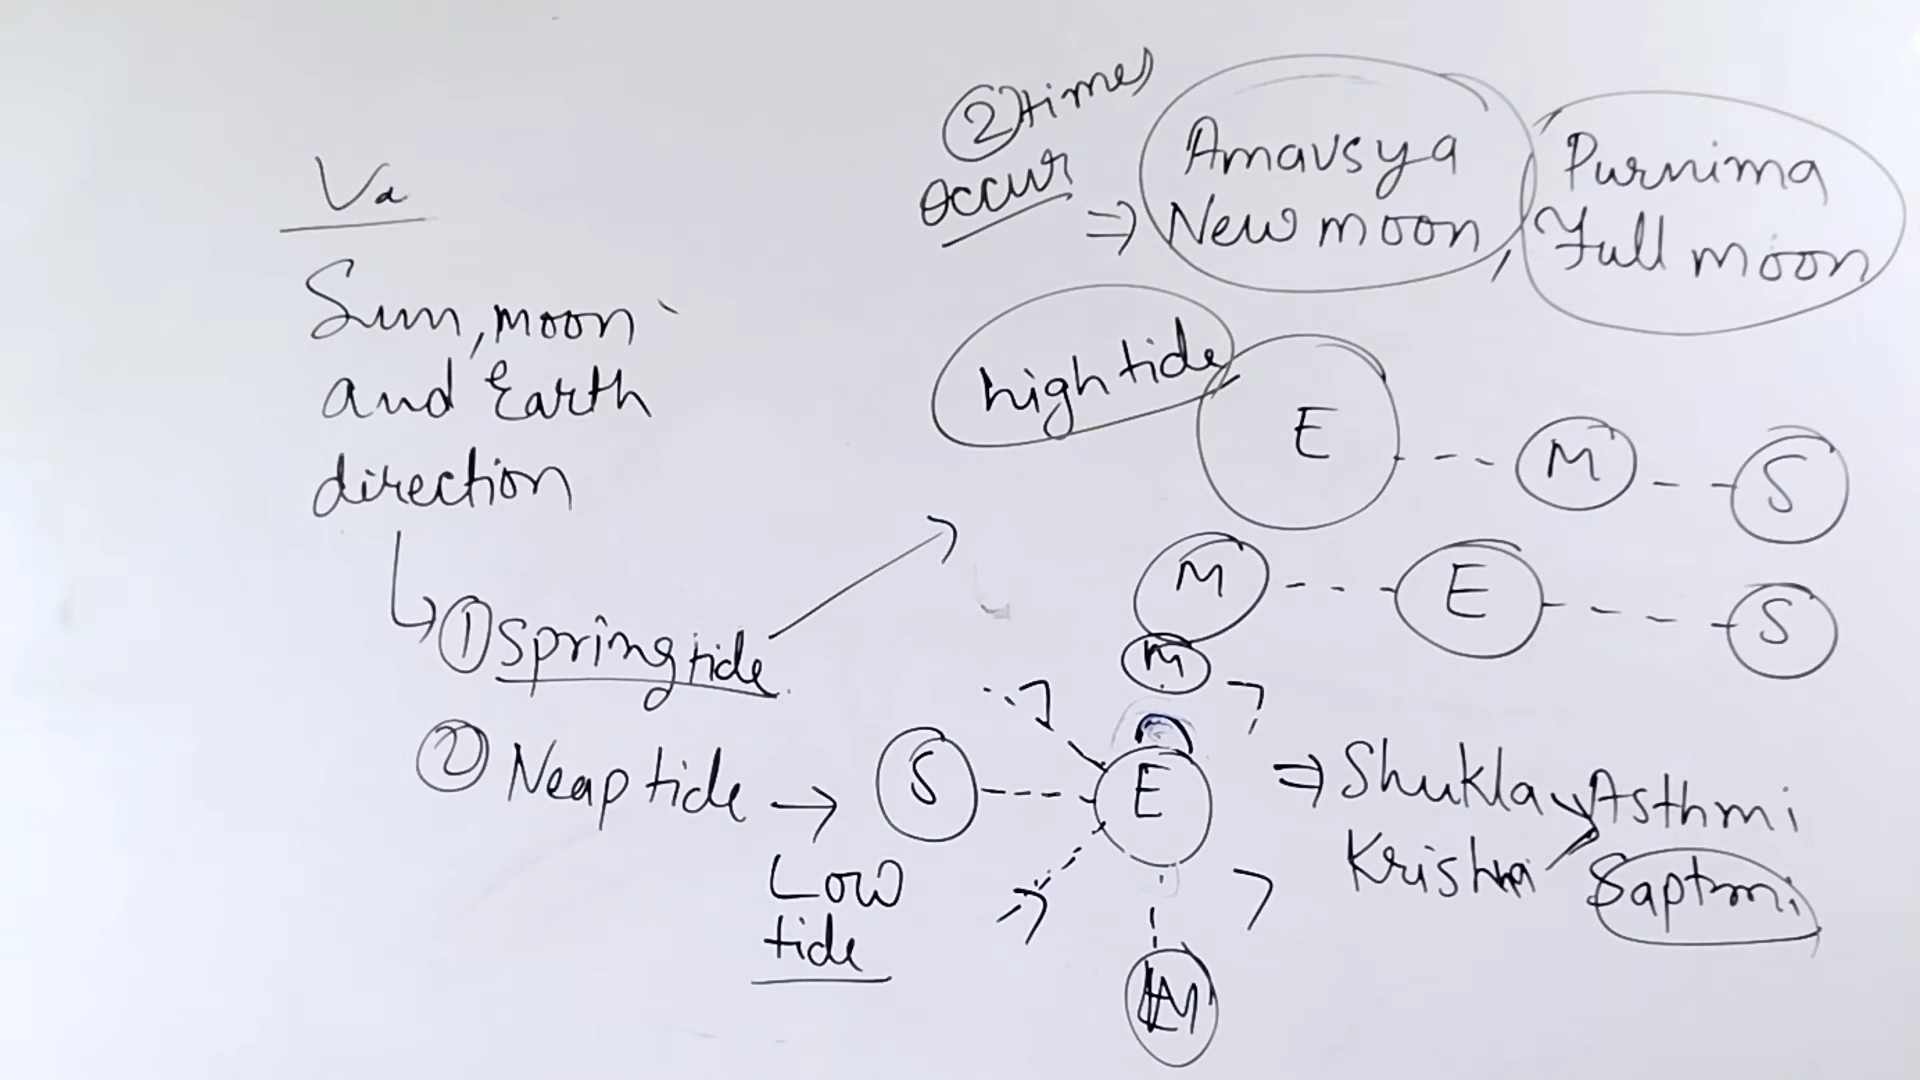 Va
Sun, moon
and Earth
direction
① Spring tide
② Neap tide →
Low
tide
② times
occur
⇒
Amavsya
New moon,
Purnima
Full moon
high tide
E --- M --- S
M --- E --- S
M
S --- E
M
⇒ Shukla Asthmi
Krishna Saptmi